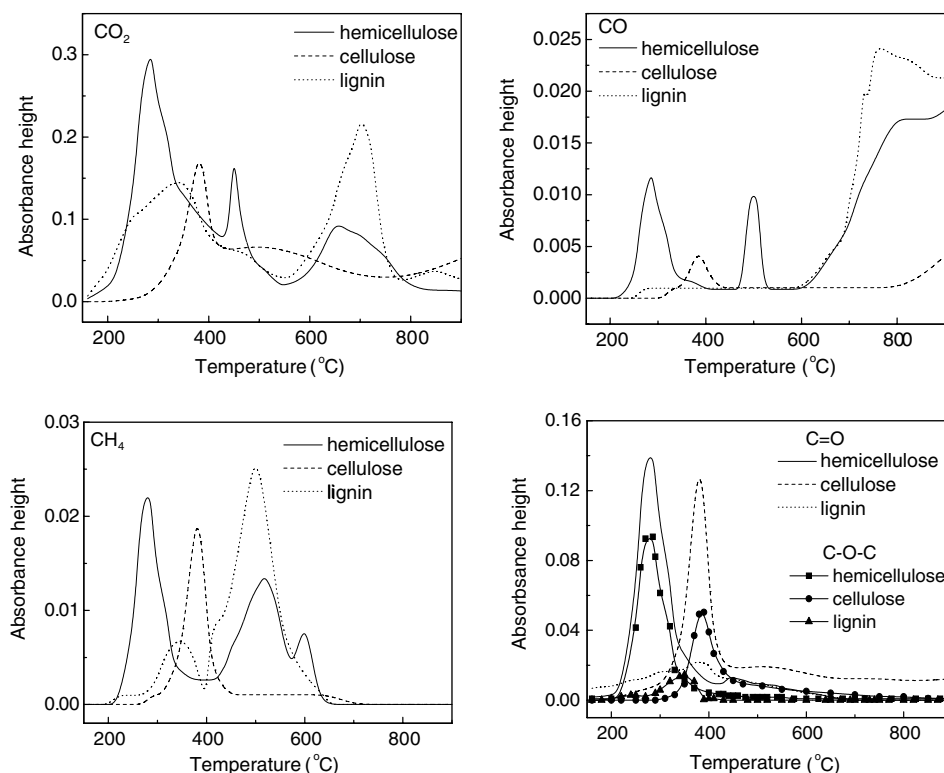 CO2
hemicellulose
cellulose
lignin
0.3
0.2
0.1
0.0
Absorbance height
200 400 600 800
Temperature (°C)
CO
hemicellulose
cellulose
lignin
0.025
0.020
0.015
0.010
0.005
0.000
Absorbance height
200 400 600 800
Temperature (°C)
CH4
hemicellulose
cellulose
lignin
0.03
0.02
0.01
0.00
Absorbance height
200 400 600 800
Temperature (°C)
C=O
hemicellulose
cellulose
lignin
C-O-C
hemicellulose
cellulose
lignin
0.16
0.12
0.08
0.04
0.00
Absorbsance height
200 400 600 800
Temperature (°C)